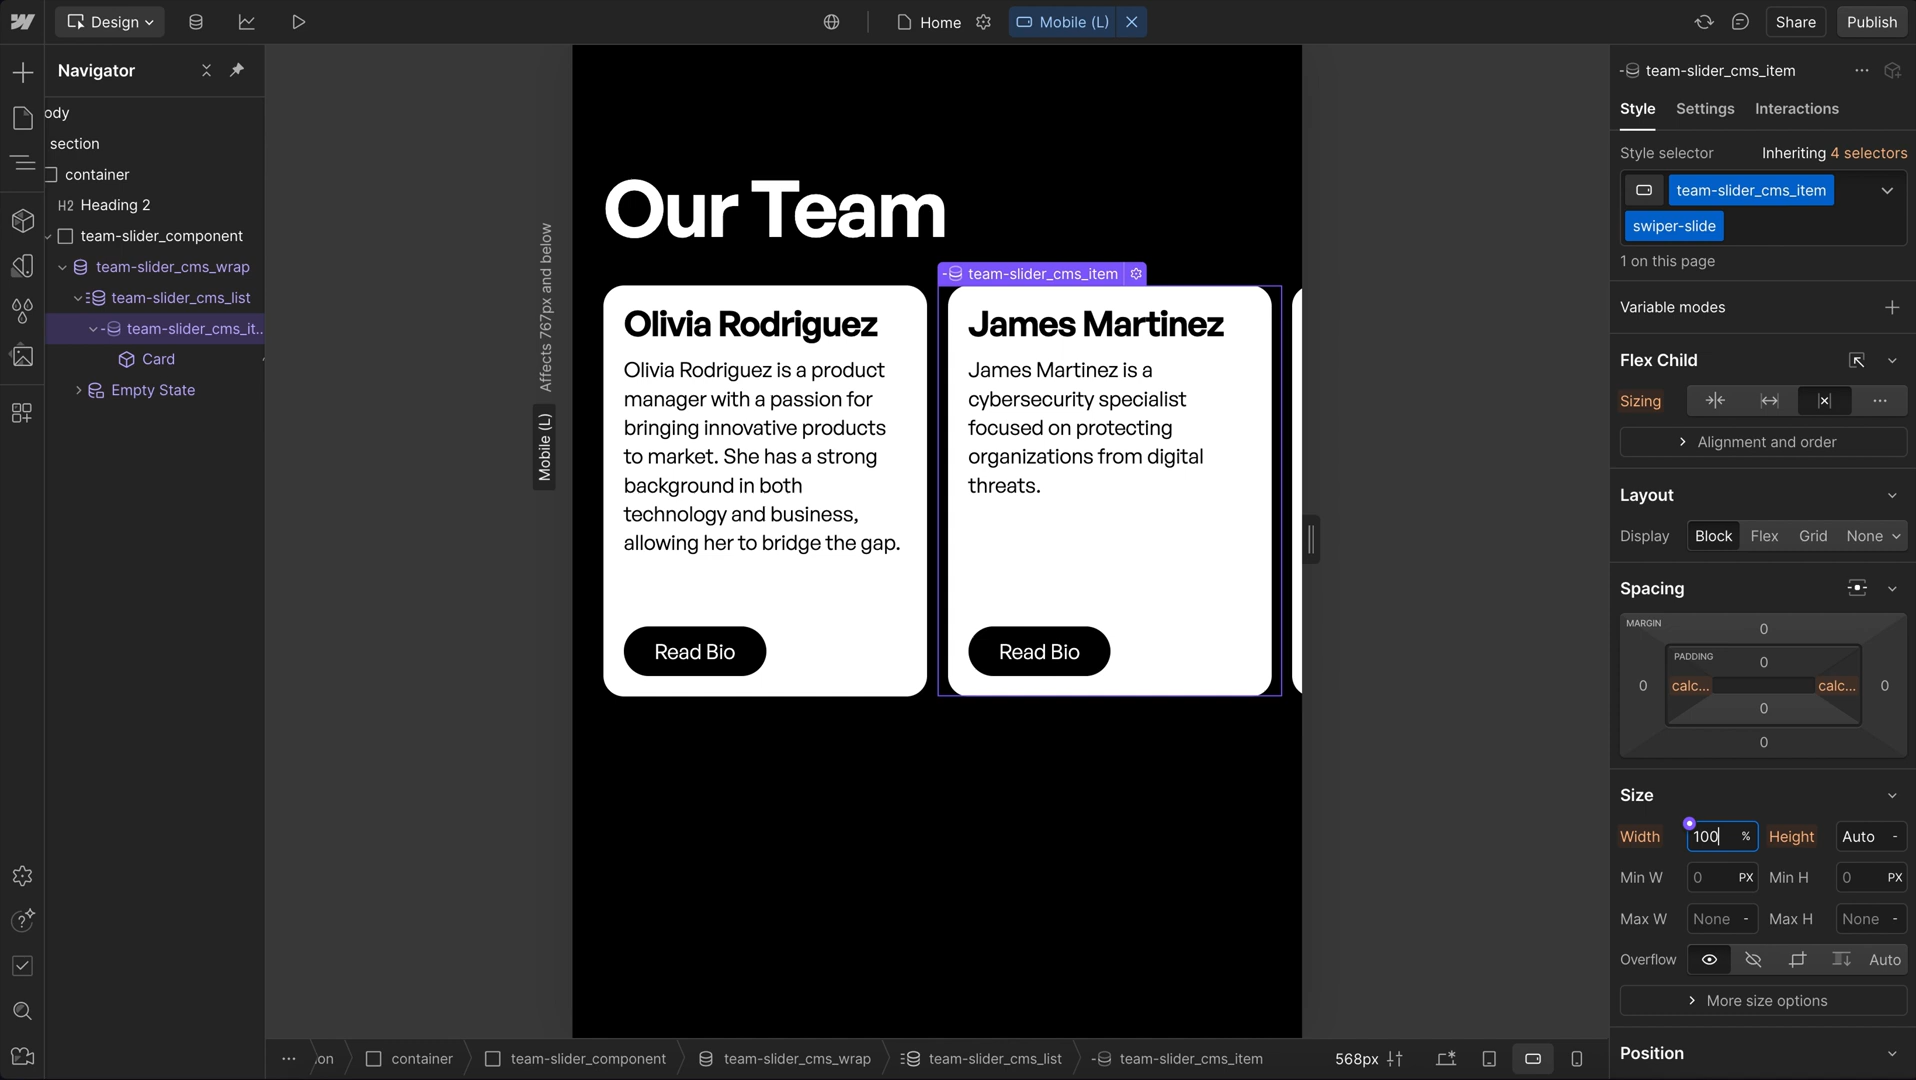 Design
Home
Mobile (L)
Share
Publish
Navigator
ody
section
container
H2 Heading 2
team-slider_component
team-slider_cms_wrap
team-slider_cms_list
team-slider_cms_it..
Card
Empty State
Affects 767px and below
Mobile (L)
Our Team
team-slider_cms_item
Olivia Rodriguez
Olivia Rodriguez is a product
manager with a passion for
bringing innovative products
to market. She has a strong
background in both
technology and business,
allowing her to bridge the gap.
Read Bio
James Martinez
James Martinez is a
cybersecurity specialist
focused on protecting
organizations from digital
threats.
Read Bio
team-slider_cms_item
Style Settings Interactions
Style selector Inheriting 4 selectors
team-slider_cms_item
swiper-slide
1 on this page
Variable modes
Flex Child
Sizing
Alignment and order
Layout
Display Block Flex Grid None
Spacing
MARGIN
0
PADDING
0
0 calc... calc... 0
0
0
Size
Width 100 % Height Auto -
Min W 0 PX Min H 0 PX
Max W None - Max H None -
Overflow Auto
More size options
Position
... on container team-slider_component team-slider_cms_wrap team-slider_cms_list team-slider_cms_item 568px